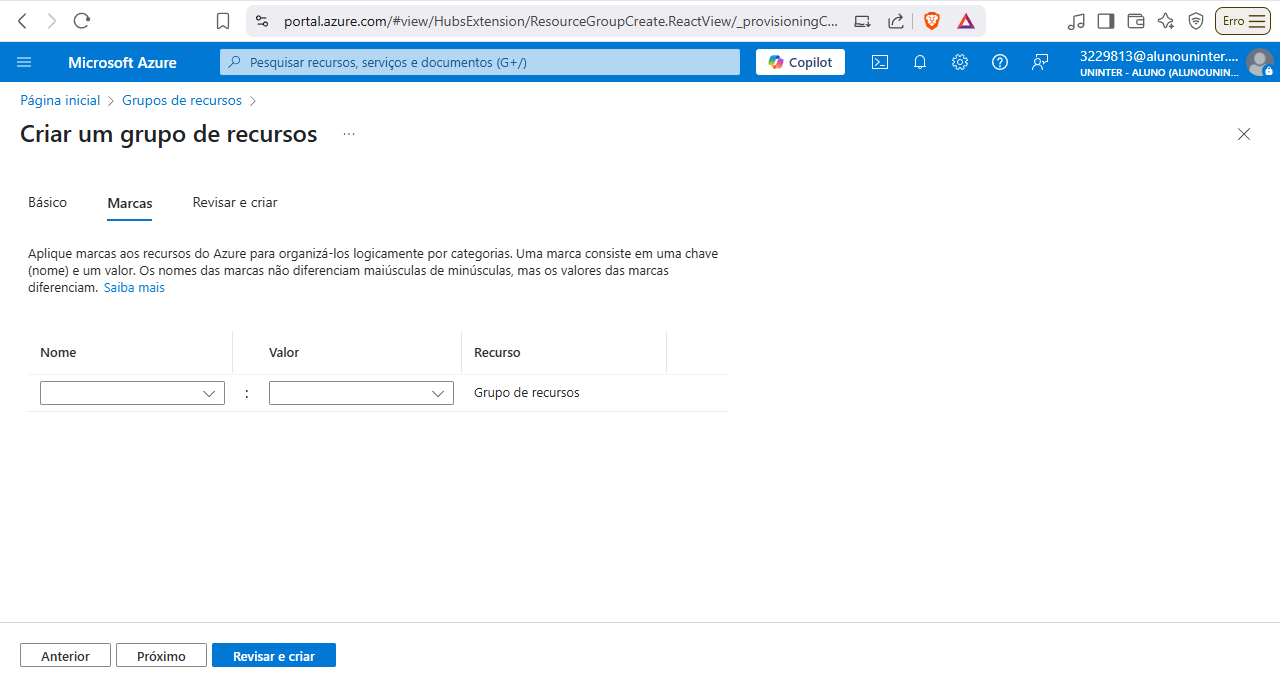 portal.azure.com/#view/HubsExtension/ResourceGroupCreate.ReactView/_provisioningC...
Erro
Microsoft Azure
Pesquisar recursos, serviços e documentos (G+/)
Copilot
3229813@alunouninter....
UNINTER - ALUNO (ALUNOUNIN...
Página inicial > Grupos de recursos >
Criar um grupo de recursos ...
Básico
Marcas
Revisar e criar
Aplique marcas aos recursos do Azure para organizá-los logicamente por categorias. Uma marca consiste em uma chave
(nome) e um valor. Os nomes das marcas não diferenciam maiúsculas de minúsculas, mas os valores das marcas
diferenciam. Saiba mais
Nome
Valor
Recurso
:
Grupo de recursos
Anterior
Próximo
Revisar e criar